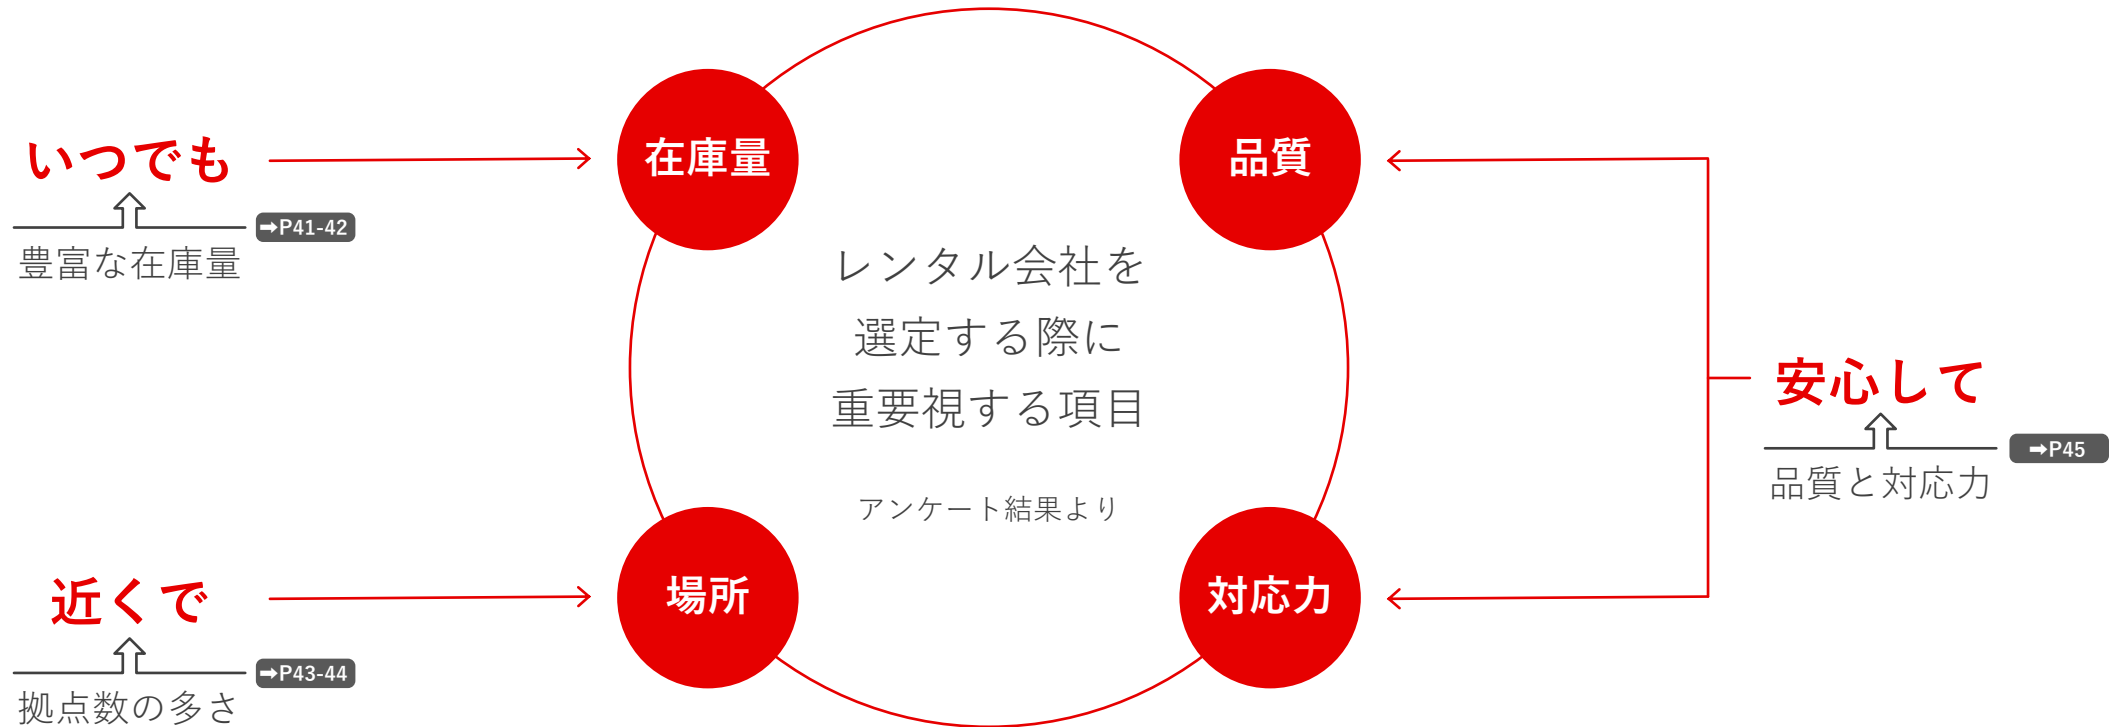 いつでも
➡P41-42
豊富な在庫量
近くで
➡P43-44
拠点数の多さ
在庫量
品質
レンタル会社を
選定する際に
重要視する項目
アンケート結果より
場所
対応力
安心して
➡P45
品質と対応力